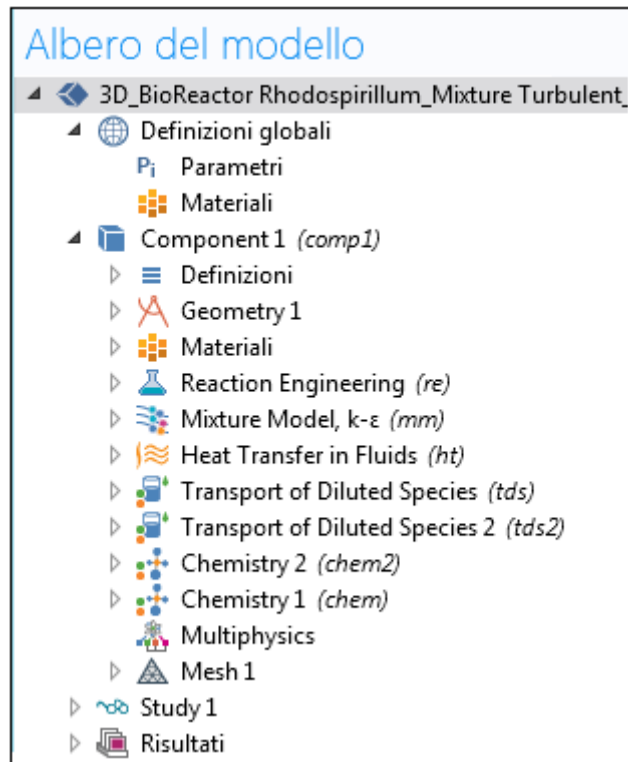 Albero del modello
3D_BioReactor Rhodospirillum_Mixture Turbulent_
Definizioni globali
Pi Parametri
Materiali
Component 1 (comp1)
Definizioni
Geometry 1
Materiali
Reaction Engineering (re)
Mixture Model, k-ε (mm)
Heat Transfer in Fluids (ht)
Transport of Diluted Species (tds)
Transport of Diluted Species 2 (tds2)
Chemistry 2 (chem2)
Chemistry 1 (chem)
Multiphysics
Mesh 1
Study 1
Risultati